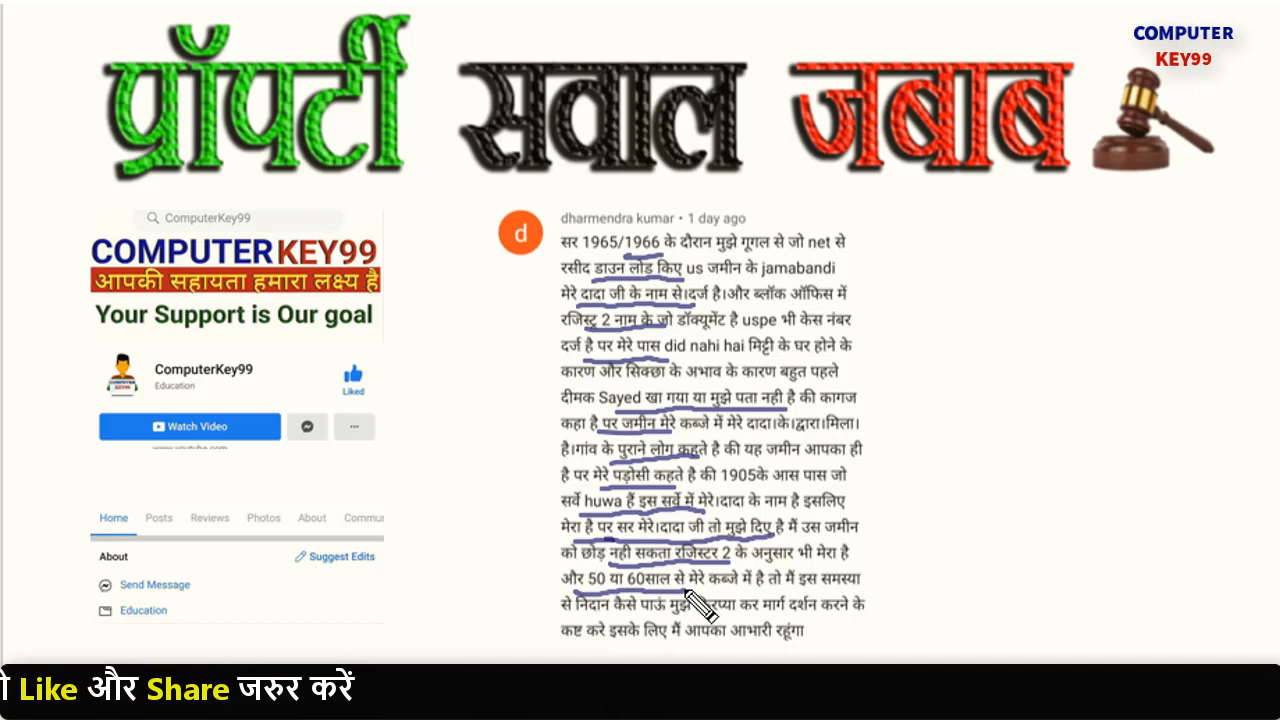 प्रॉपर्टी सवाल जबाब
COMPUTER
KEY99
ComputerKey99
COMPUTER KEY99
आपकी सहायता हमारा लक्ष्य है
Your Support is Our goal
ComputerKey99
Education
Liked
Watch Video
Home Posts Reviews Photos About Commun
About Suggest Edits
Send Message
Education
d
dharmendra kumar • 1 day ago
सर 1965/1966 के दौरान मुझे गूगल से जो net से
रसीद डाउन लोड किए us जमीन के jamabandi
मेरे दादा जी के नाम से।दर्ज है।और ब्लॉक ऑफिस में
रजिस्ट्र 2 नाम के जो डॉक्यूमेंट है uspe भी केस नंबर
दर्ज है पर मेरे पास did nahi hai मिट्टी के घर होने के
कारण और सिक्छा के अभाव के कारण बहुत पहले
दीमक Sayed खा गया या मुझे पता नही है की कागज
कहा है पर जमीन मेरे कब्जे में मेरे दादा।के।द्वारा।मिला।
है।गांव के पुराने लोग कहते है की यह जमीन आपका ही
है पर मेरे पड़ोसी कहते है की 1905के आस पास जो
सर्वे huwa हैं इस सर्वे में मेरे।दादा के नाम है इसलिए
मेरा है पर सर मेरे।दादा जी तो मुझे दिए है मैं उस जमीन
को छोड़ नही सकता रजिस्टर 2 के अनुसार भी मेरा है
और 50 या 60साल से मेरे कब्जे में है तो मैं इस समस्या
से निदान कैसे पाऊं मुझे रप्या कर मार्ग दर्शन करने के
कष्ट करे इसके लिए मैं आपका आभारी रहूंगा
Like और Share जरुर करें